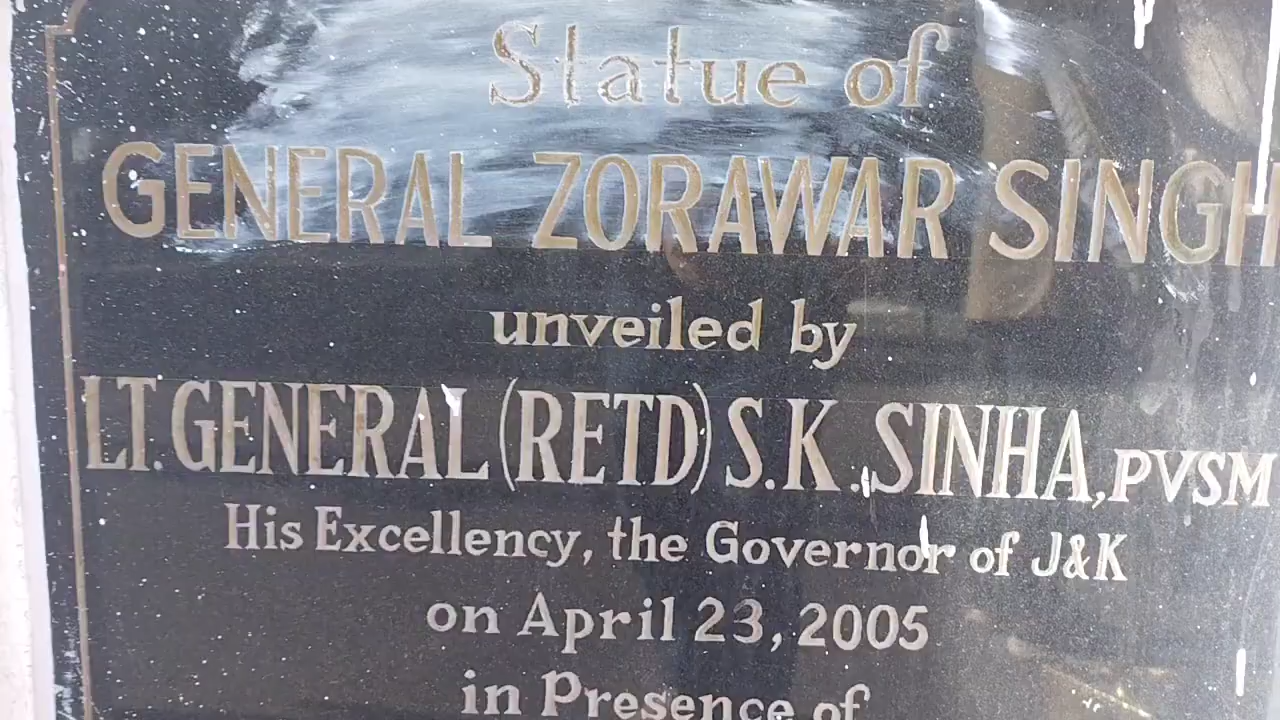 Statue of
GENERAL ZORAWAR SINGH
unveiled by
LT. GENERAL (RETD) S.K. SINHA, PVSM
His Excellency, the Governor of J&K
on April 23, 2005
in Presence of